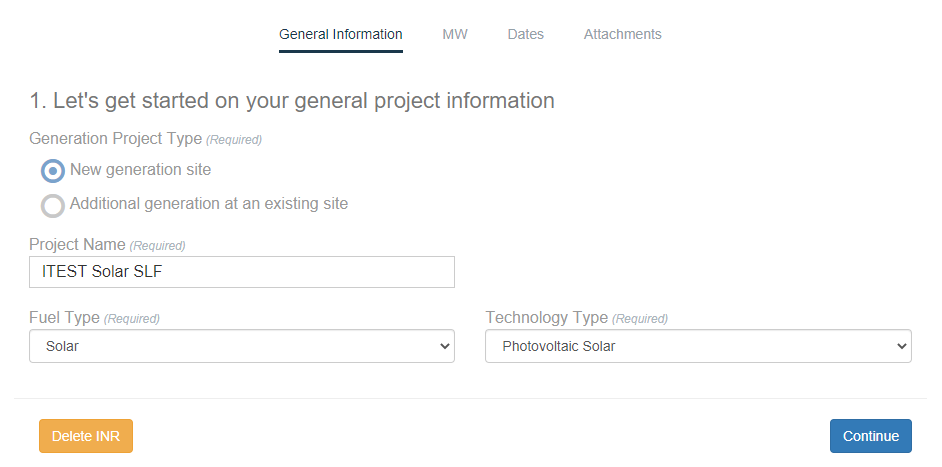 General Information MW Dates Attachments
1. Let's get started on your general project information
Generation Project Type (Required)
New generation site
Additional generation at an existing site
Project Name (Required)
ITEST Solar SLF
Fuel Type (Required) Technology Type (Required)
Solar Photovoltaic Solar
Delete INR Continue